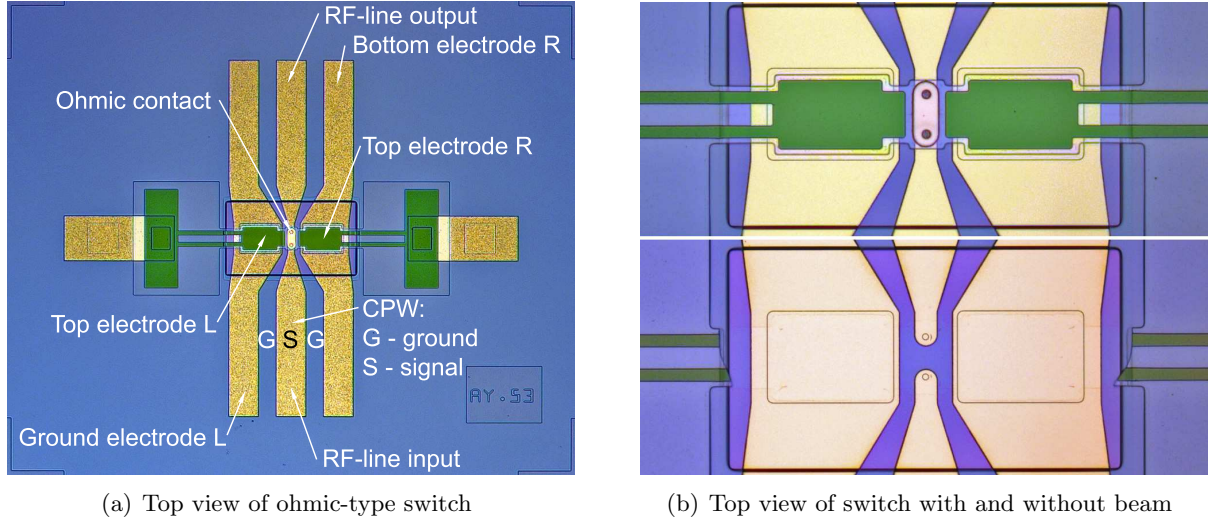 RF-line output
Bottom electrode R
Ohmic contact
Top electrode R
Top electrode L
CPW:
G S G
G - ground
S - signal
AY.53
Ground electrode L
RF-line input
(a) Top view of ohmic-type switch
(b) Top view of switch with and without beam